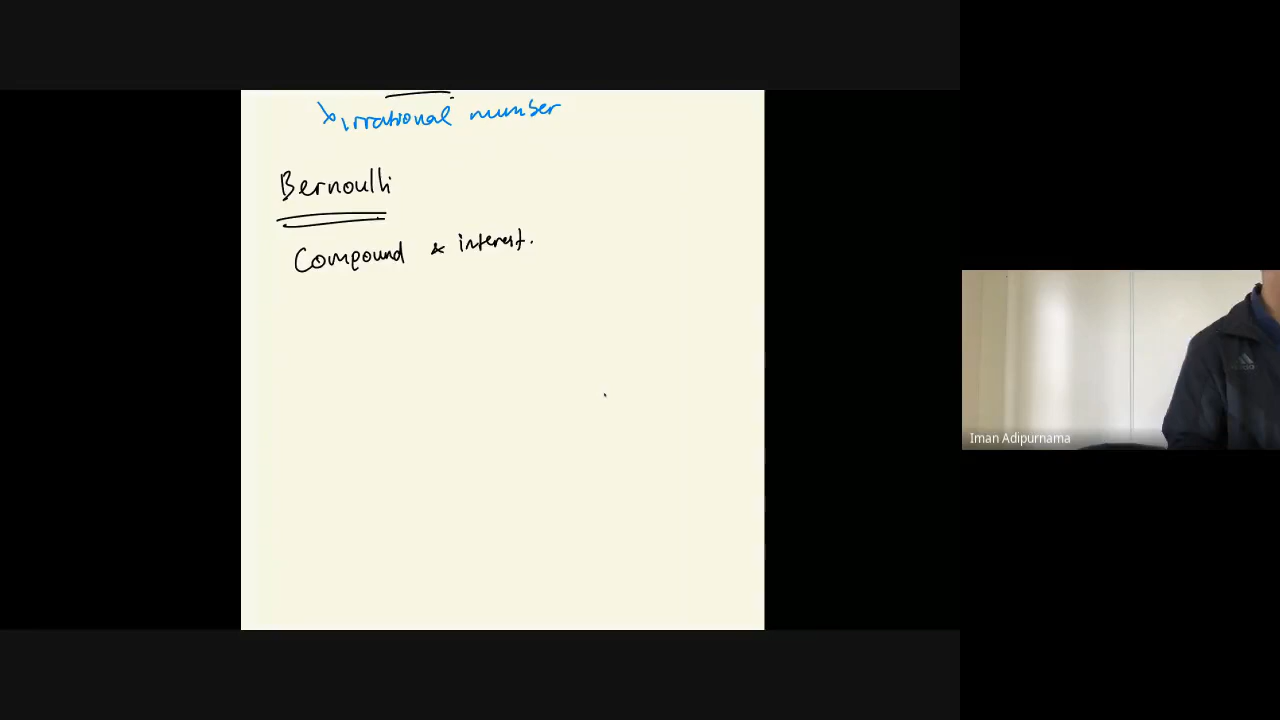 irrational number
Bernoulli
Compound & interest.
Iman Adipurnama